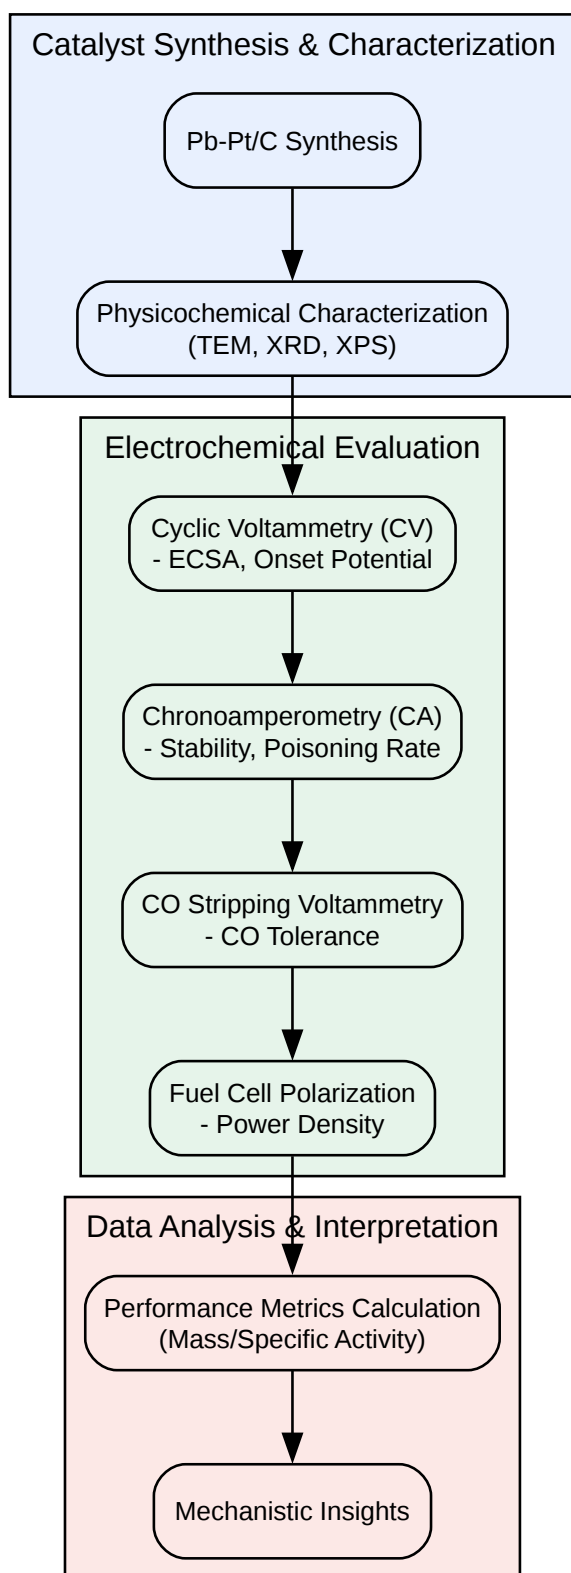 Catalyst Synthesis & Characterization
Pb-Pt/C Synthesis
Physicochemical Characterization
(TEM, XRD, XPS)
Electrochemical Evaluation
Cyclic Voltammetry (CV)
- ECSA, Onset Potential
Chronoamperometry (CA)
- Stability, Poisoning Rate
CO Stripping Voltammetry
- CO Tolerance
Fuel Cell Polarization
- Power Density
Data Analysis & Interpretation
Performance Metrics Calculation
(Mass/Specific Activity)
Mechanistic Insights